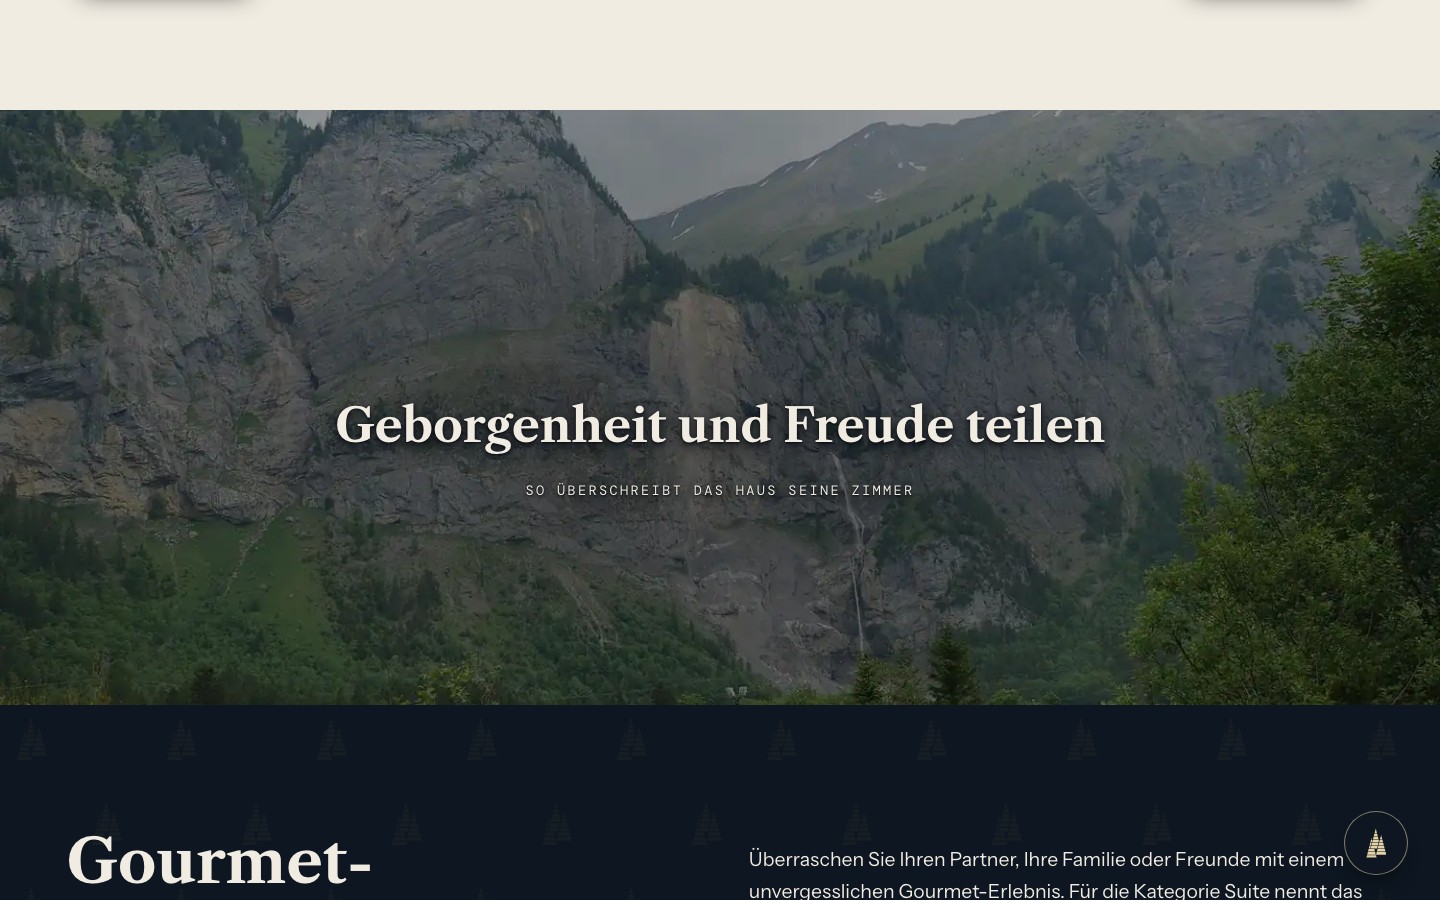 Geborgenheit und Freude teilen
SO ÜBERSCHREIBT DAS HAUS SEINE ZIMMER
Gourmet-
Überraschen Sie Ihren Partner, Ihre Familie oder Freunde mit einem
unvergesslichen Gourmet-Erlebnis. Für die Kategorie Suite nennt das